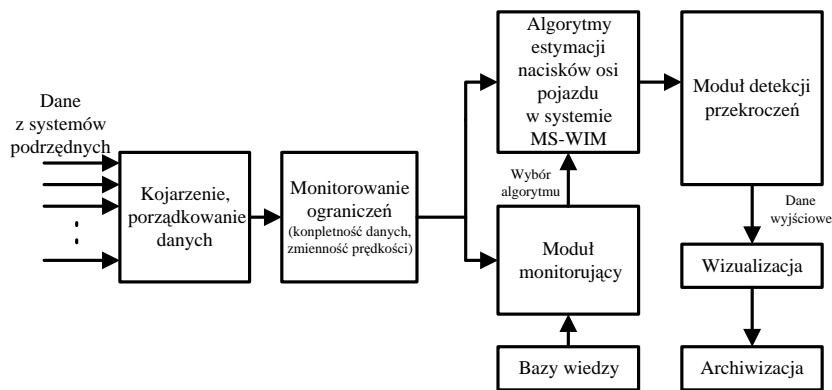 Dane
z systemów
podrzędnych
Kojarzenie,
porządkowanie
danych
Monitorowanie
ograniczeń
(konpletność danych,
zmienność prędkości)
Algorytmy
estymacji
nacisków osi
pojazdu
w systemie
MS-WIM
Wybór
algorytmu
Moduł
monitorujący
Bazy wiedzy
Moduł detekcji
przekroczeń
Dane
wyjściowe
Wizualizacja
Archiwizacja